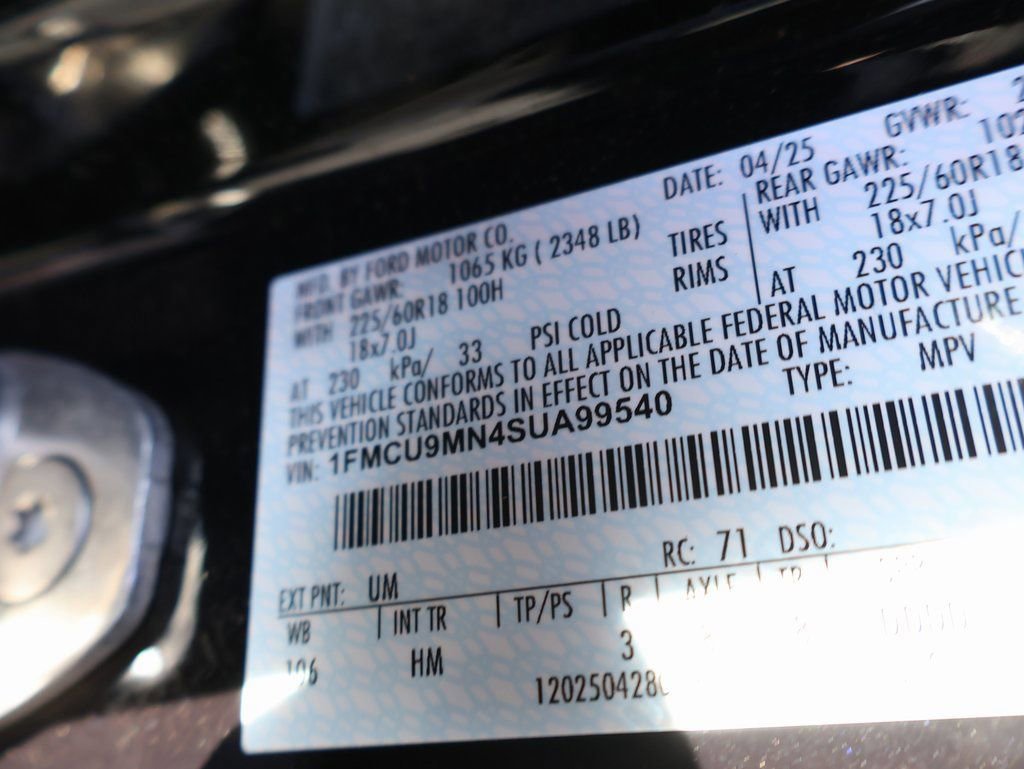 MFD. BY FORD MOTOR CO. DATE: 04/25 GVWR:
FRONT GAWR: 1065 KG ( 2348 LB) REAR GAWR:
WITH 225/60R18 100H TIRES WITH 225/60R18
18x7.0J RIMS 18x7.0J
AT 230 kPa/ 33 PSI COLD AT 230 kPa/
THIS VEHICLE CONFORMS TO ALL APPLICABLE FEDERAL MOTOR
PREVENTION STANDARDS IN EFFECT ON THE DATE OF MANUFACTURE
VIN: 1FMCU9MN4SUA99540 TYPE: MPV
EXT PNT: UM RC: 71 DSO:
WB INT TR TP/PS R AXLE TR
106 HM 3